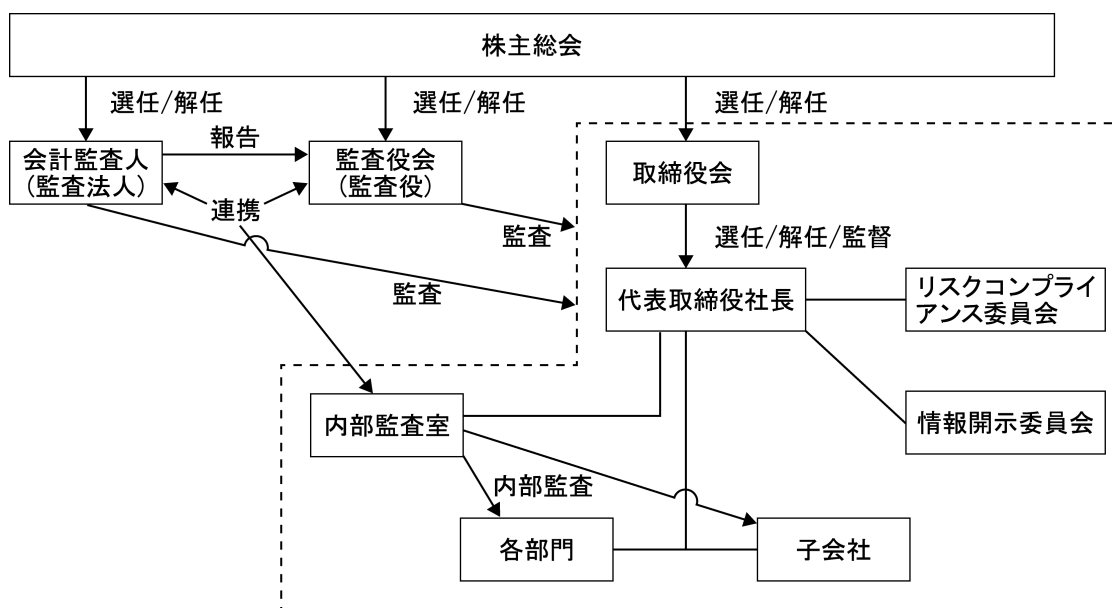 株主総会
選任/解任
選任/解任
選任/解任
報告
会計監査人
（監査法人）
監査役会
（監査役）
取締役会
連携
監査
選任/解任/監督
監査
代表取締役社長
リスクコンプライ
アンス委員会
内部監査室
情報開示委員会
内部監査
各部門
子会社